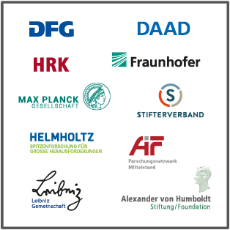 DFG DAAD
HRK Fraunhofer
MAX PLANCK
GESELLSCHAFT
STIFTERVERBAND
HELMHOLTZ
SPITZENFORSCHUNG FÜR
GROSSE HERAUSFORDERUNGEN
AiF
Forschungsnetzwerk
Mittelstand
Leibniz
Leibniz
Gemeinschaft
Alexander von Humboldt
Stiftung/Foundation